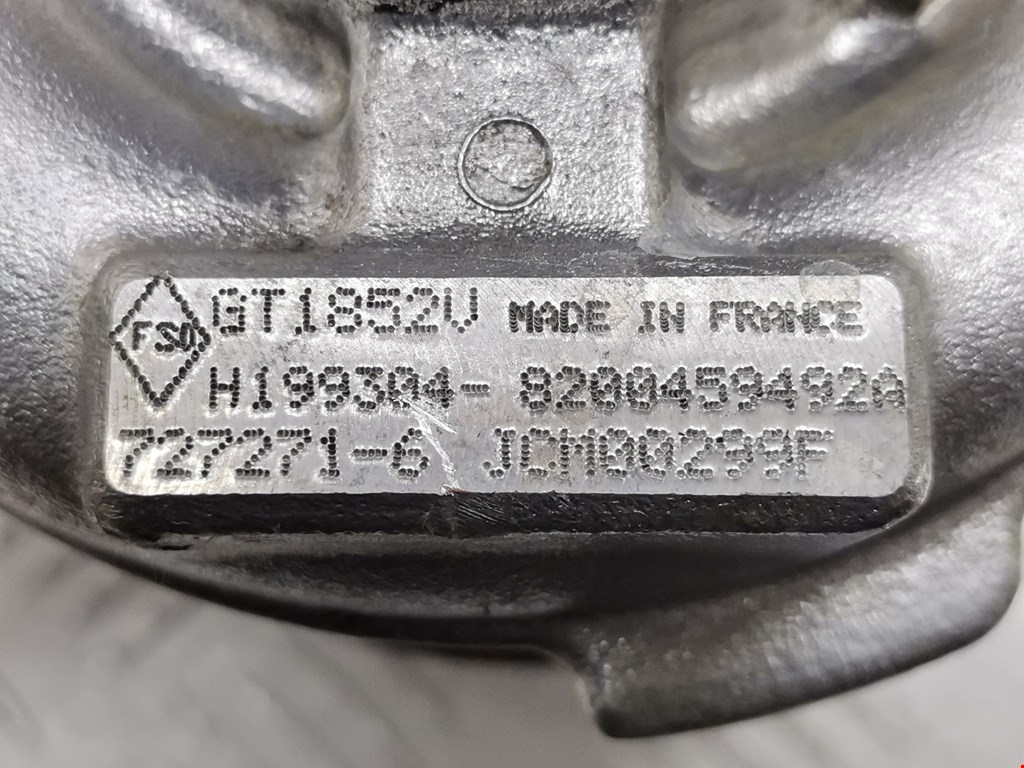 FSO GT1852V MADE IN FRANCE
H199304- 8200459492A
727271-6 JCM00299F